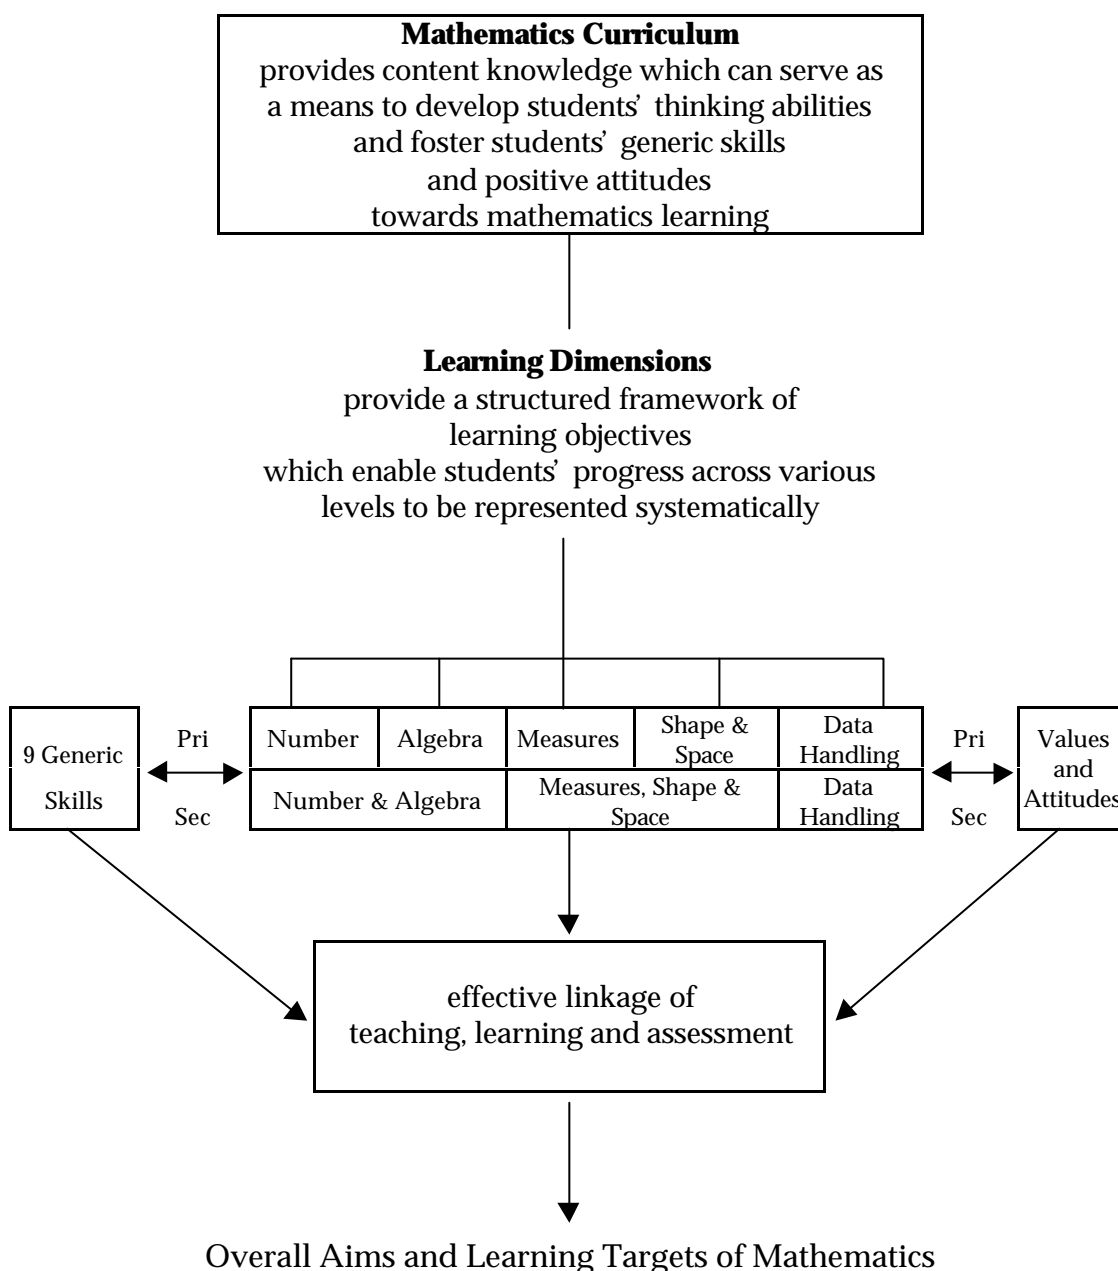 Mathematics Curriculum
provides content knowledge which can serve as
a means to develop students’ thinking abilities
and foster students’ generic skills
and positive attitudes
towards mathematics learning
Learning Dimensions
provide a structured framework of
learning objectives
which enable students’ progress across various
levels to be represented systematically
9 Generic
Skills
Pri
Sec
Number
Algebra
Measures
Shape &
Space
Data
Handling
Number & Algebra
Measures, Shape &
Space
Data
Handling
Pri
Sec
Values
and
Attitudes
effective linkage of
teaching, learning and assessment
Overall Aims and Learning Targets of Mathematics